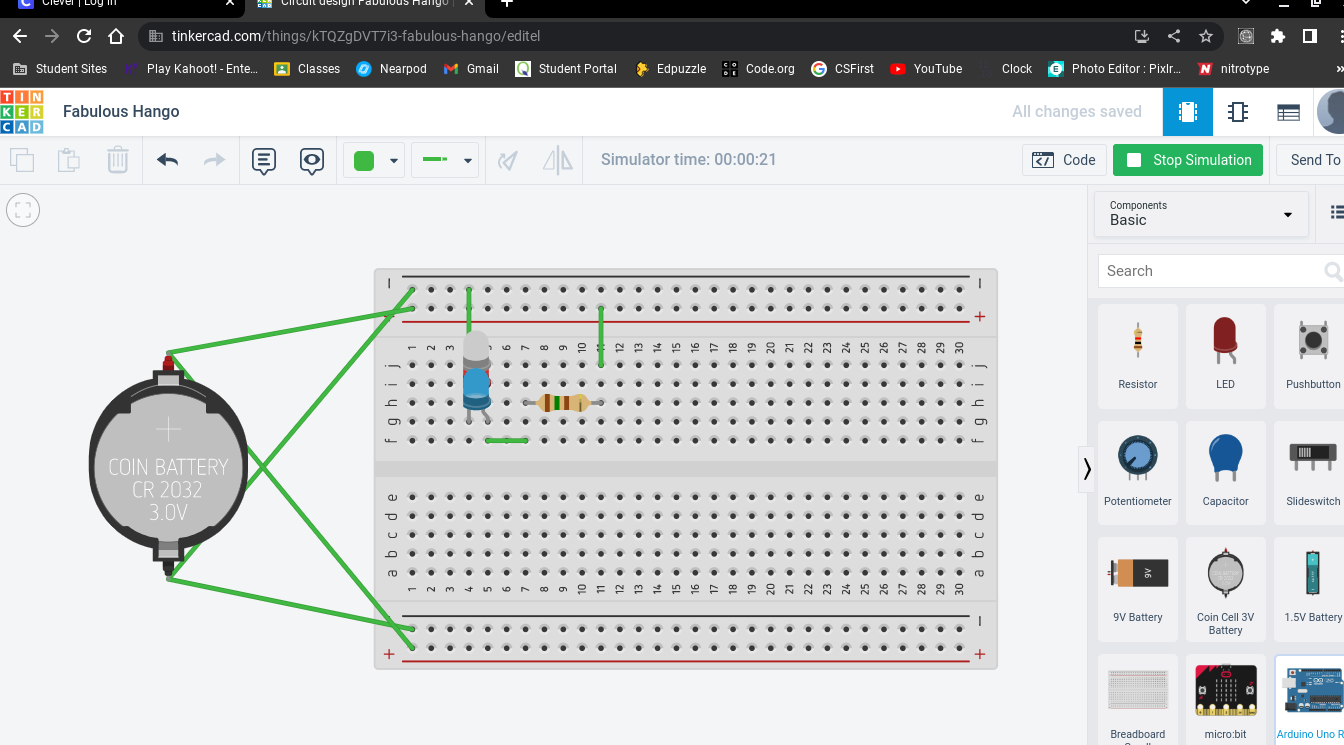 Clever | Log in
Circuit design Fabulous Hango
tinkercad.com/things/kTQZgDVT7i3-fabulous-hango/editel
Student Sites
Play Kahoot! - Ente...
Classes
Nearpod
Gmail
Student Portal
Edpuzzle
Code.org
CSFirst
YouTube
Clock
Photo Editor : Pixlr...
nitrotype
»
TIN
KER
CAD
Fabulous Hango
All changes saved
Simulator time: 00:00:21
Code
Stop Simulation
Send To
Components
Basic
Search
Resistor
LED
Pushbutton
Potentiometer
Capacitor
Slideswitch
9V
9V Battery
Coin Cell 3V
Battery
1.5V Battery
Breadboard
micro:bit
Arduino Uno R
COIN BATTERY
CR 2032
3.0V
1 2 3 5 6 7 8 9 10 12 13 14 15 16 17 18 19 20 21 22 23 24 25 26 27 28 29 30
j j
i i
h h
g g
f f
e e
d d
c c
b b
a a
1 2 3 4 5 6 7 8 9 10 11 12 13 14 15 16 17 18 19 20 21 22 23 24 25 26 27 28 29 30
+ +